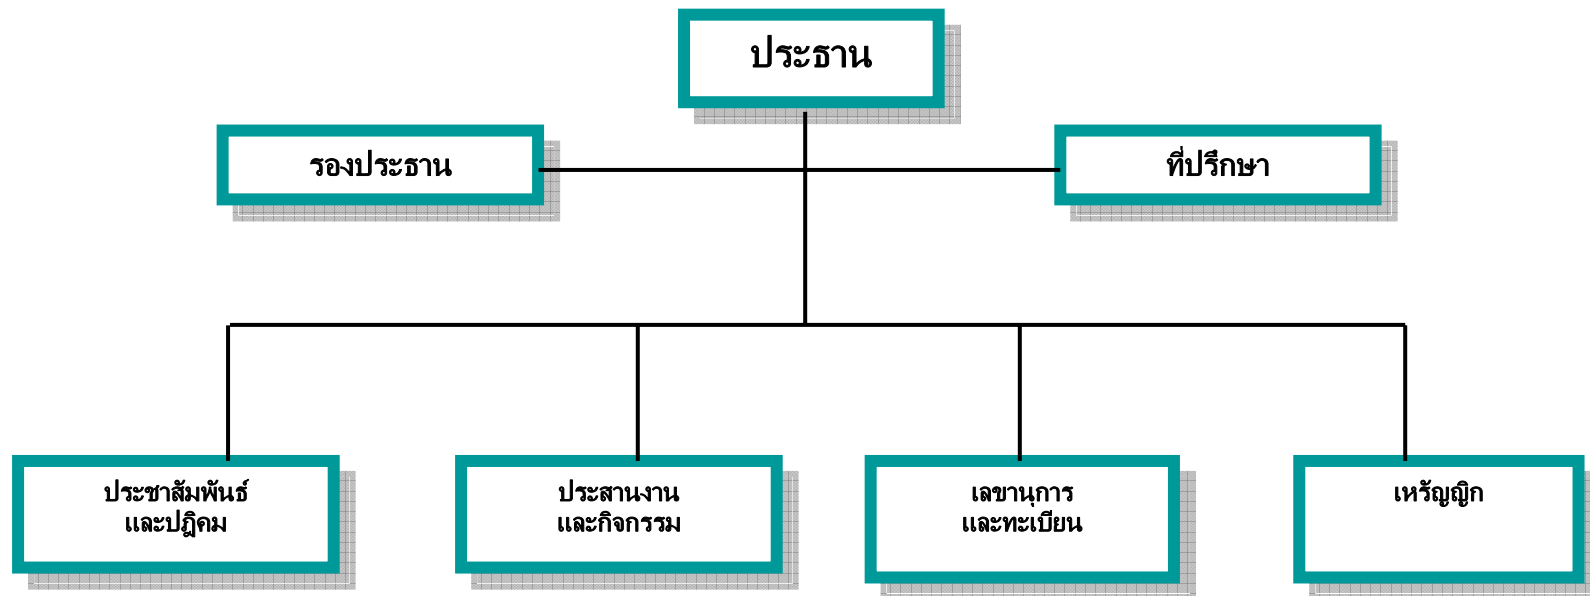 ประธาน
รองประธาน
ที่ปรึกษา
ประชาสัมพันธ์
และปฎิคม
ประสานงาน
และกิจกรรม
เลขานุการ
และทะเบียน
เหรัญญิก